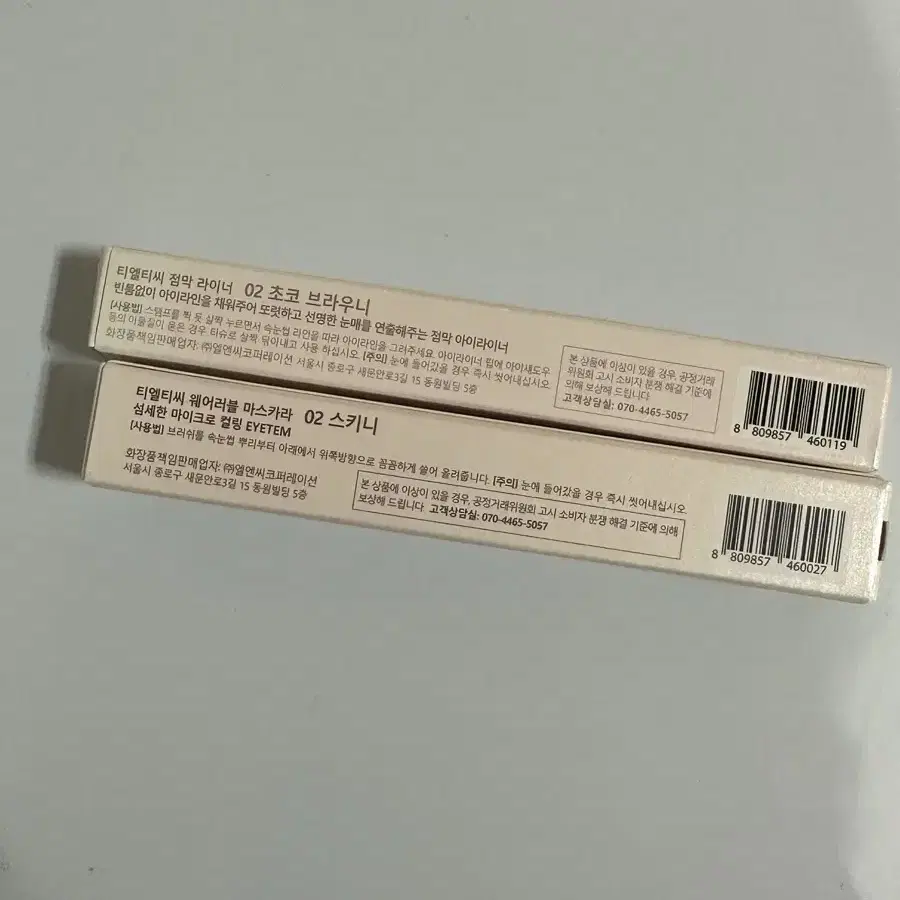 티엘티씨 점막 라이너 02 초코 브라우니
빈틈없이 아이라인을 채워주어 또렷하고 선명한 눈매를 연출해주는 점막 아이라이너
[사용법] 스탬프를 찍 듯 살짝 누르면서 속눈썹 라인을 따라 아이라인을 그려주세요. 아이라이너 팁에 아이섀도우
등의 이물질이 묻은 경우 티슈로 살짝 닦아내고 사용 하십시오. [주의] 눈에 들어갔을 경우 즉시 씻어내십시오.
화장품책임판매업자: ㈜엘앤씨코퍼레이션 서울시 종로구 새문안로3길 15 동원빌딩 5층
본 상품에 이상이 있을 경우, 공정거래
위원회 고시 소비자 분쟁 해결 기준에
의해 보상해 드립니다.
고객상담실: 070-4465-5057
8 809857 460119
티엘티씨 웨어러블 마스카라 02 스키니
섬세한 마이크로 컬링 EYETEM
[사용법] 브러쉬를 속눈썹 뿌리부터 아래에서 위쪽방향으로 꼼꼼하게 쓸어 올려줍니다. [주의] 눈에 들어갔을 경우 즉시 씻어내십시오.
화장품책임판매업자: ㈜엘앤씨코퍼레이션
서울시 종로구 새문안로3길 15 동원빌딩 5층
본 상품에 이상이 있을 경우, 공정거래위원회 고시 소비자 분쟁 해결 기준에 의해
보상해 드립니다. 고객상담실: 070-4465-5057
8 809857 460027